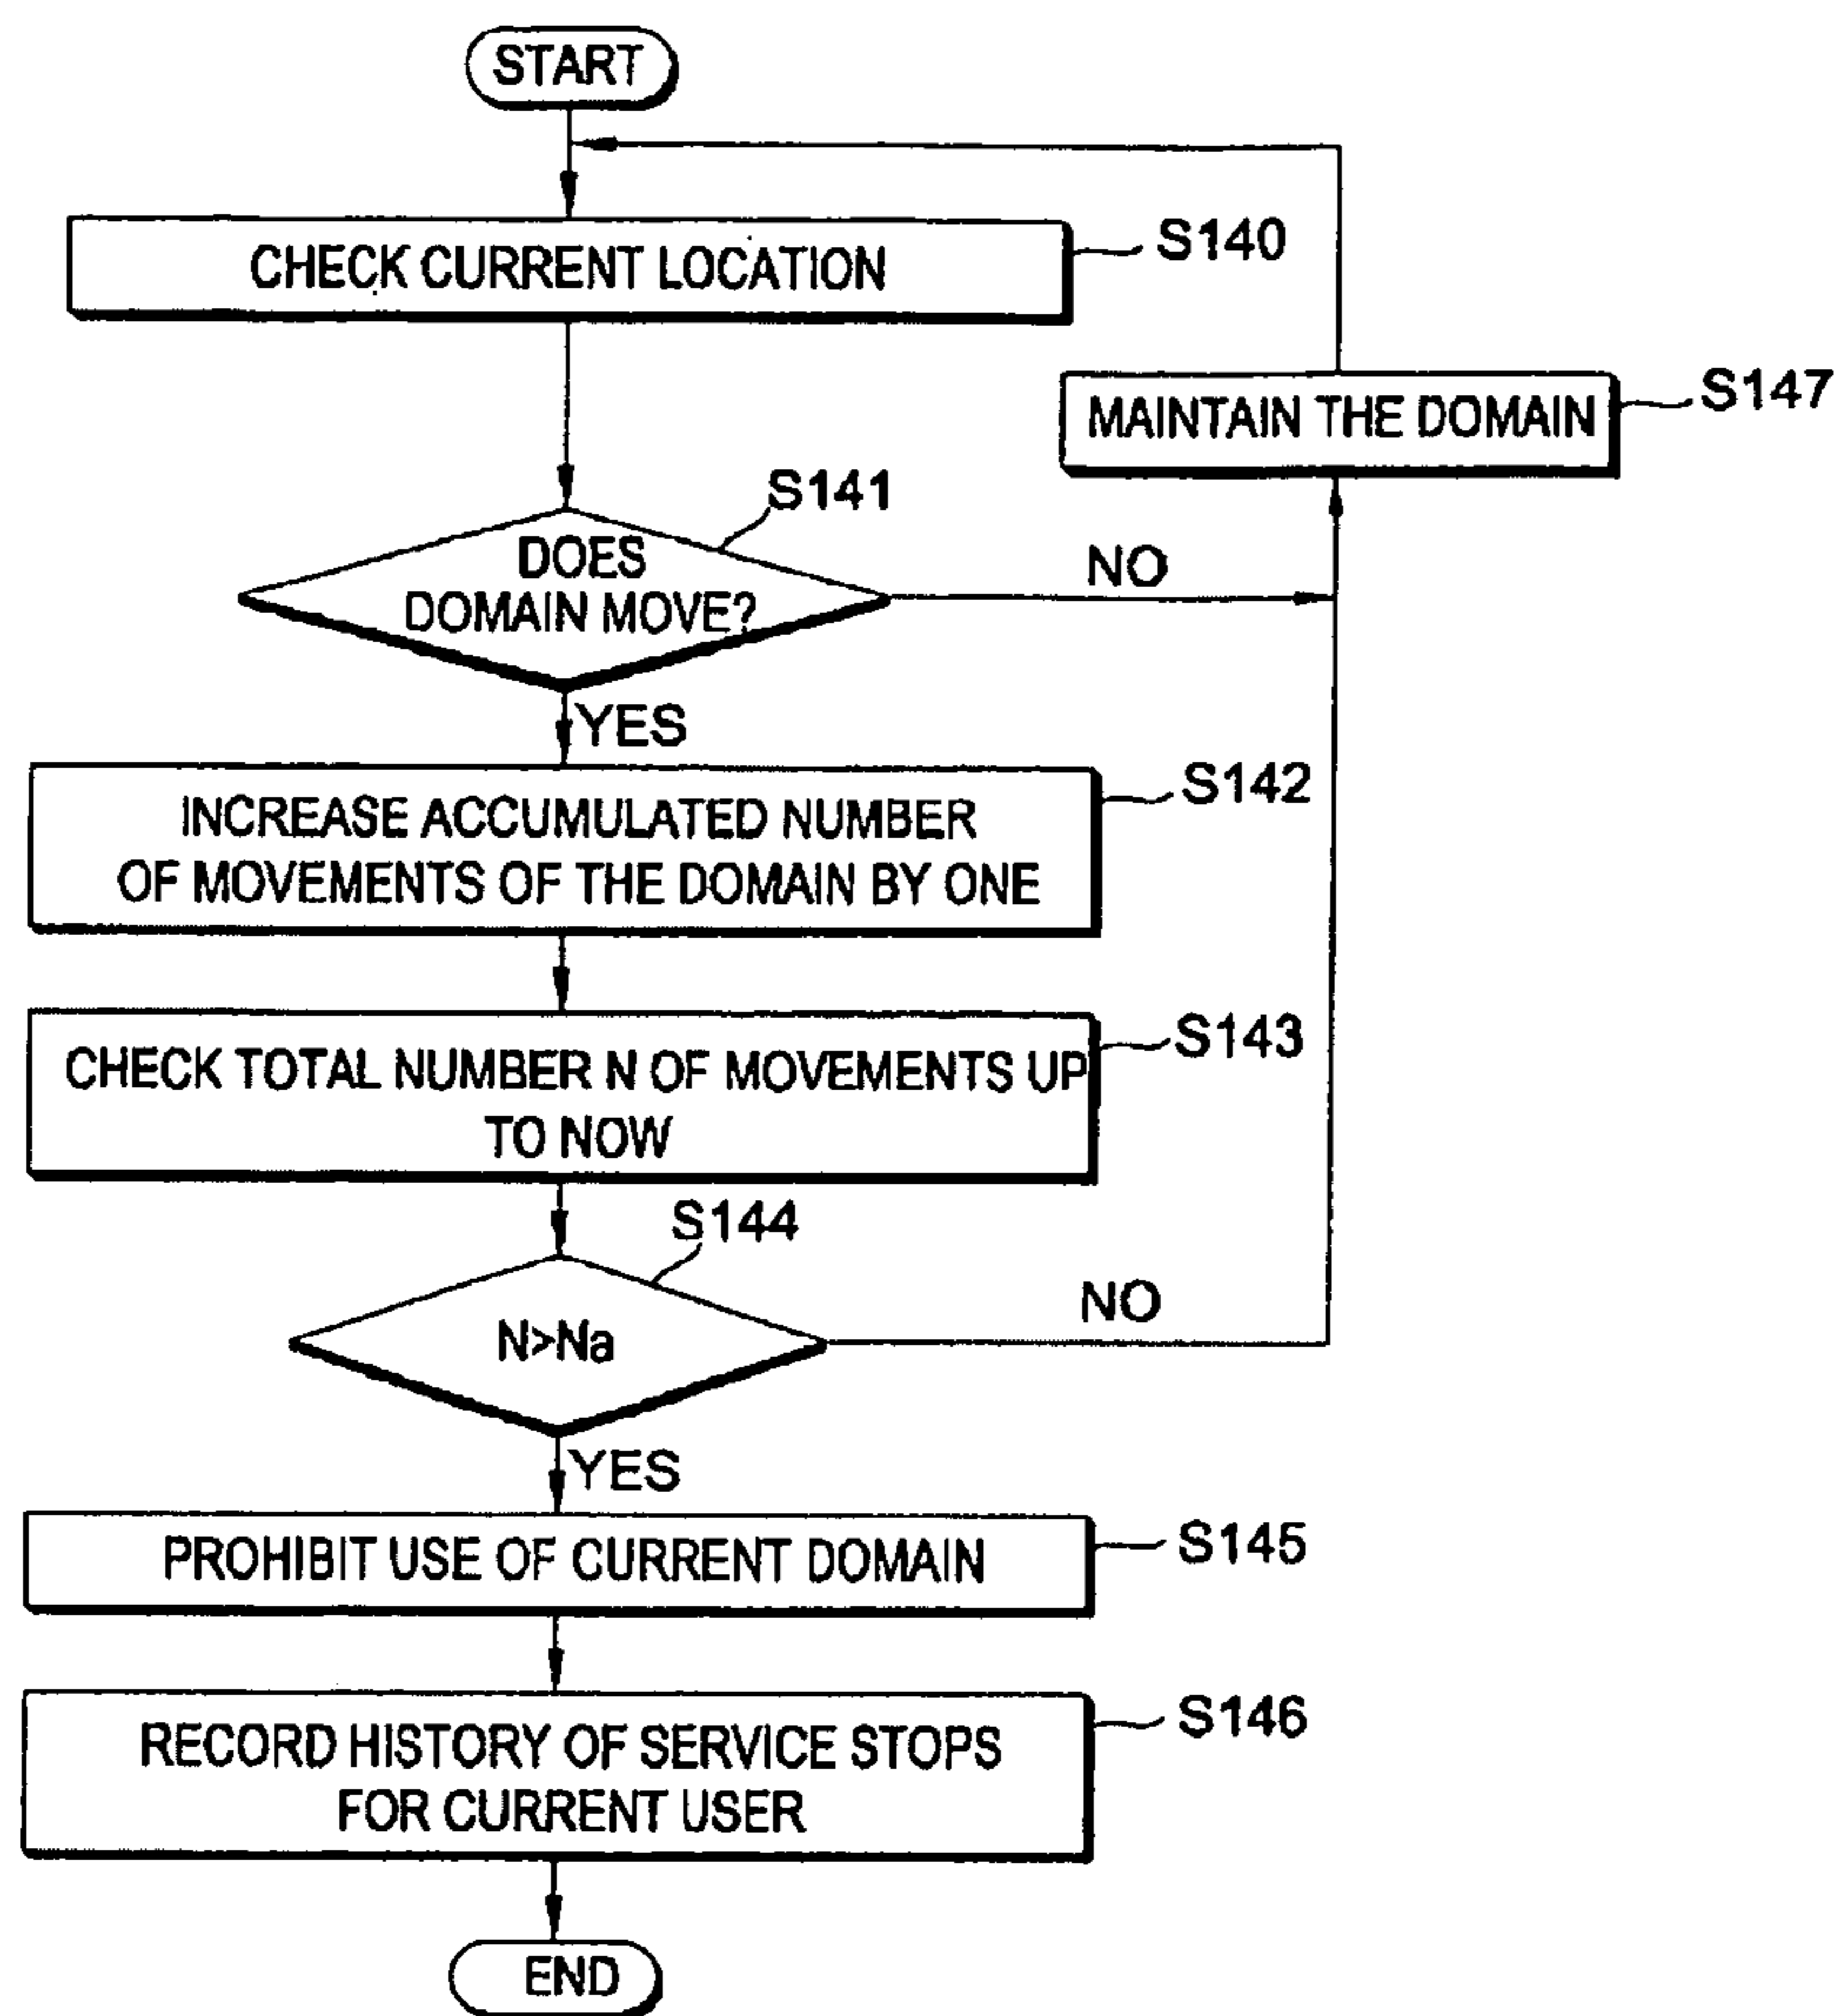 START
CHECK CURRENT LOCATION
S140
MAINTAIN THE DOMAIN
S147
S141
DOES
DOMAIN MOVE?
NO
YES
INCREASE ACCUMULATED NUMBER
OF MOVEMENTS OF THE DOMAIN BY ONE
S142
CHECK TOTAL NUMBER N OF MOVEMENTS UP
TO NOW
S143
S144
N>Na
NO
YES
PROHIBIT USE OF CURRENT DOMAIN
S145
RECORD HISTORY OF SERVICE STOPS
FOR CURRENT USER
S146
END